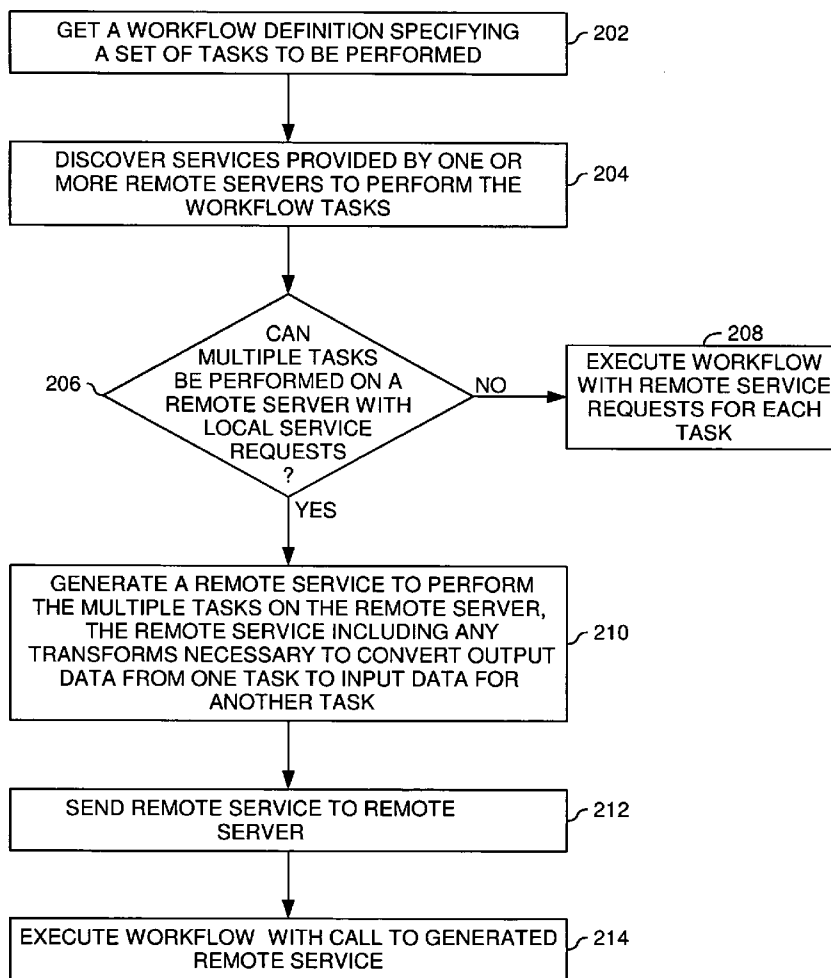 GET A WORKFLOW DEFINITION SPECIFYING
A SET OF TASKS TO BE PERFORMED
202
DISCOVER SERVICES PROVIDED BY ONE OR
MORE REMOTE SERVERS TO PERFORM THE
WORKFLOW TASKS
204
CAN
MULTIPLE TASKS
BE PERFORMED ON A
REMOTE SERVER WITH
LOCAL SERVICE
REQUESTS
?
206
NO
208
EXECUTE WORKFLOW
WITH REMOTE SERVICE
REQUESTS FOR EACH
TASK
YES
GENERATE A REMOTE SERVICE TO PERFORM
THE MULTIPLE TASKS ON THE REMOTE SERVER,
THE REMOTE SERVICE INCLUDING ANY
TRANSFORMS NECESSARY TO CONVERT OUTPUT
DATA FROM ONE TASK TO INPUT DATA FOR
ANOTHER TASK
210
SEND REMOTE SERVICE TO REMOTE
SERVER
212
EXECUTE WORKFLOW WITH CALL TO GENERATED
REMOTE SERVICE
214